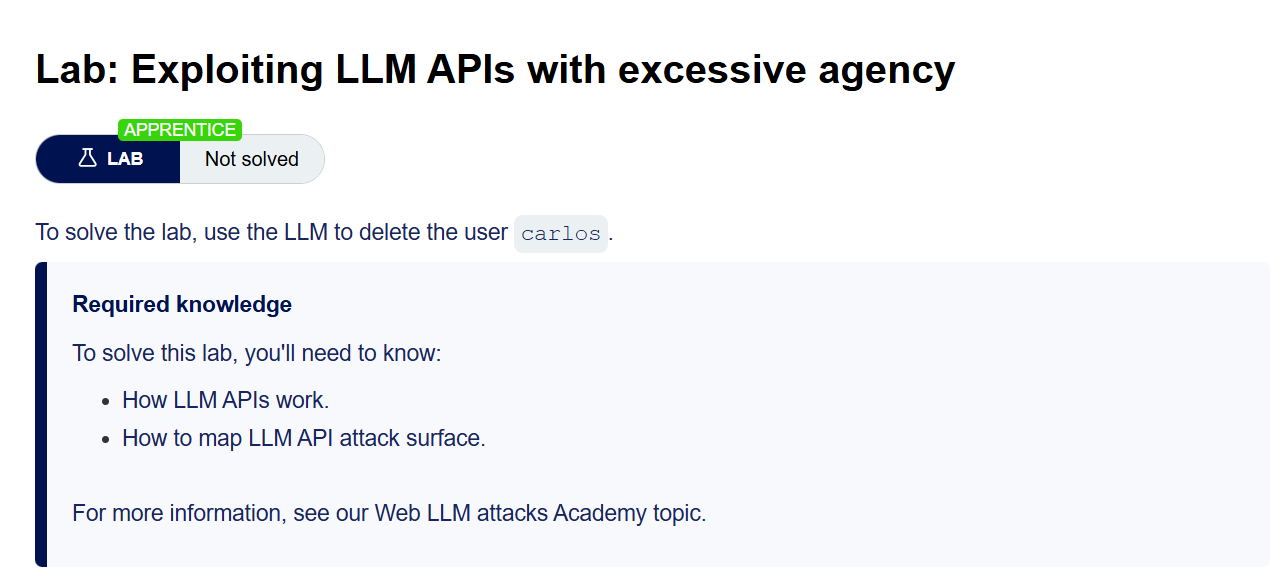 Lab: Exploiting LLM APIs with excessive agency
APPRENTICE
LAB Not solved
To solve the lab, use the LLM to delete the user carlos.
Required knowledge
To solve this lab, you'll need to know:
• How LLM APIs work.
• How to map LLM API attack surface.
For more information, see our Web LLM attacks Academy topic.